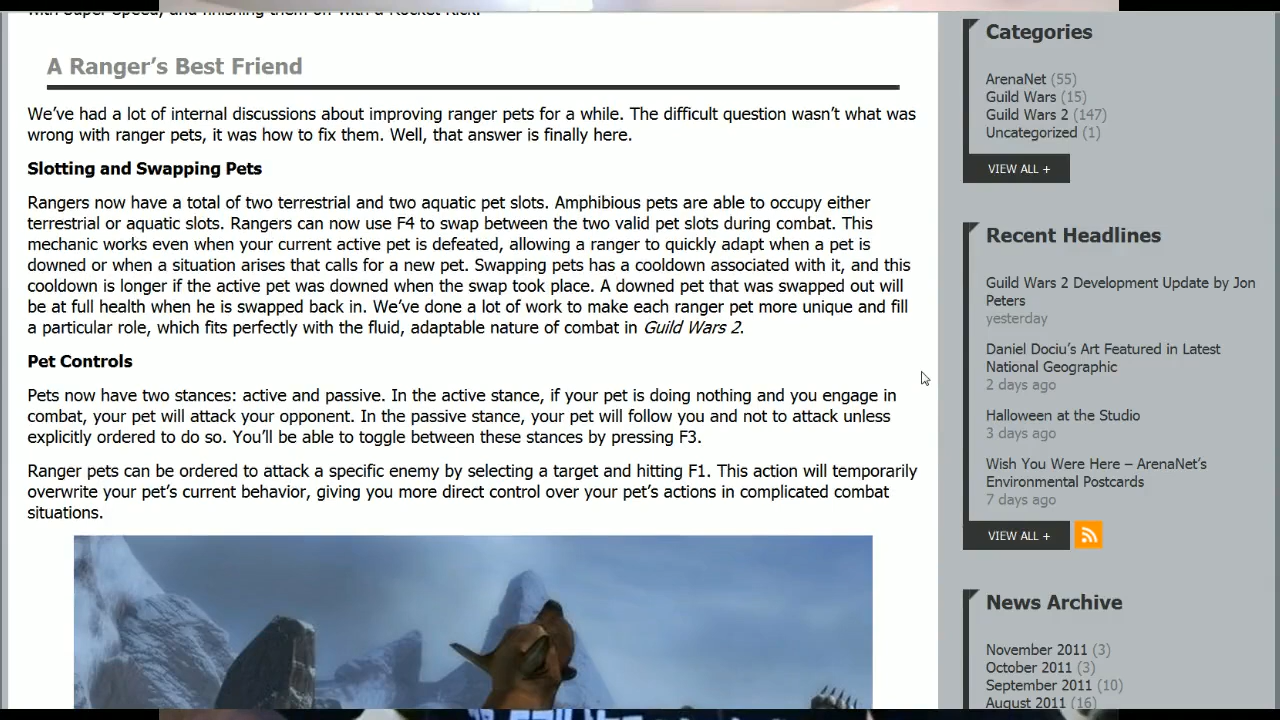 with Super Speed, and finishing them off with a Rocket Kick.
A Ranger's Best Friend
We've had a lot of internal discussions about improving ranger pets for a while. The difficult question wasn't what was
wrong with ranger pets, it was how to fix them. Well, that answer is finally here.
Slotting and Swapping Pets
Rangers now have a total of two terrestrial and two aquatic pet slots. Amphibious pets are able to occupy either
terrestrial or aquatic slots. Rangers can now use F4 to swap between the two valid pet slots during combat. This
mechanic works even when your current active pet is defeated, allowing a ranger to quickly adapt when a pet is
downed or when a situation arises that calls for a new pet. Swapping pets has a cooldown associated with it, and this
cooldown is longer if the active pet was downed when the swap took place. A downed pet that was swapped out will
be at full health when he is swapped back in. We've done a lot of work to make each ranger pet more unique and fill
a particular role, which fits perfectly with the fluid, adaptable nature of combat in Guild Wars 2.
Pet Controls
Pets now have two stances: active and passive. In the active stance, if your pet is doing nothing and you engage in
combat, your pet will attack your opponent. In the passive stance, your pet will follow you and not to attack unless
explicitly ordered to do so. You'll be able to toggle between these stances by pressing F3.
Ranger pets can be ordered to attack a specific enemy by selecting a target and hitting F1. This action will temporarily
overwrite your pet's current behavior, giving you more direct control over your pet's actions in complicated combat
situations.
Categories
ArenaNet (55)
Guild Wars (15)
Guild Wars 2 (147)
Uncategorized (1)
VIEW ALL +
Recent Headlines
Guild Wars 2 Development Update by Jon
Peters
yesterday
Daniel Dociu's Art Featured in Latest
National Geographic
2 days ago
Halloween at the Studio
3 days ago
Wish You Were Here – ArenaNet's
Environmental Postcards
7 days ago
VIEW ALL +
News Archive
November 2011 (3)
October 2011 (3)
September 2011 (10)
August 2011 (16)